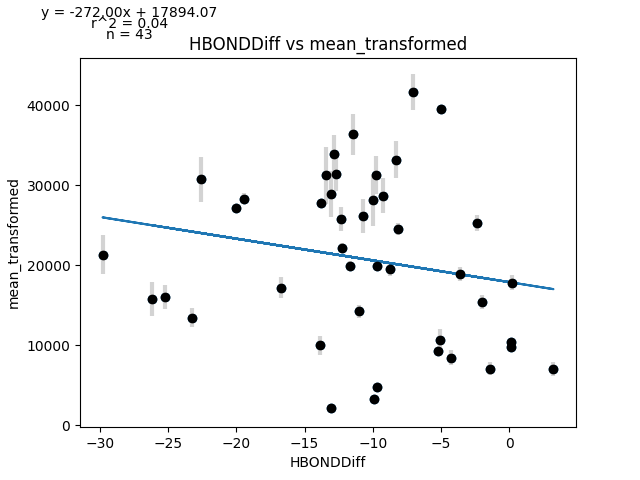 y = -272.00x + 17894.07
r^2 = 0.04
n = 43
HBONDDiff vs mean_transformed
mean_transformed
40000
30000
20000
10000
0
−30
−25
−20
−15
−10
−5
0
HBONDDiff